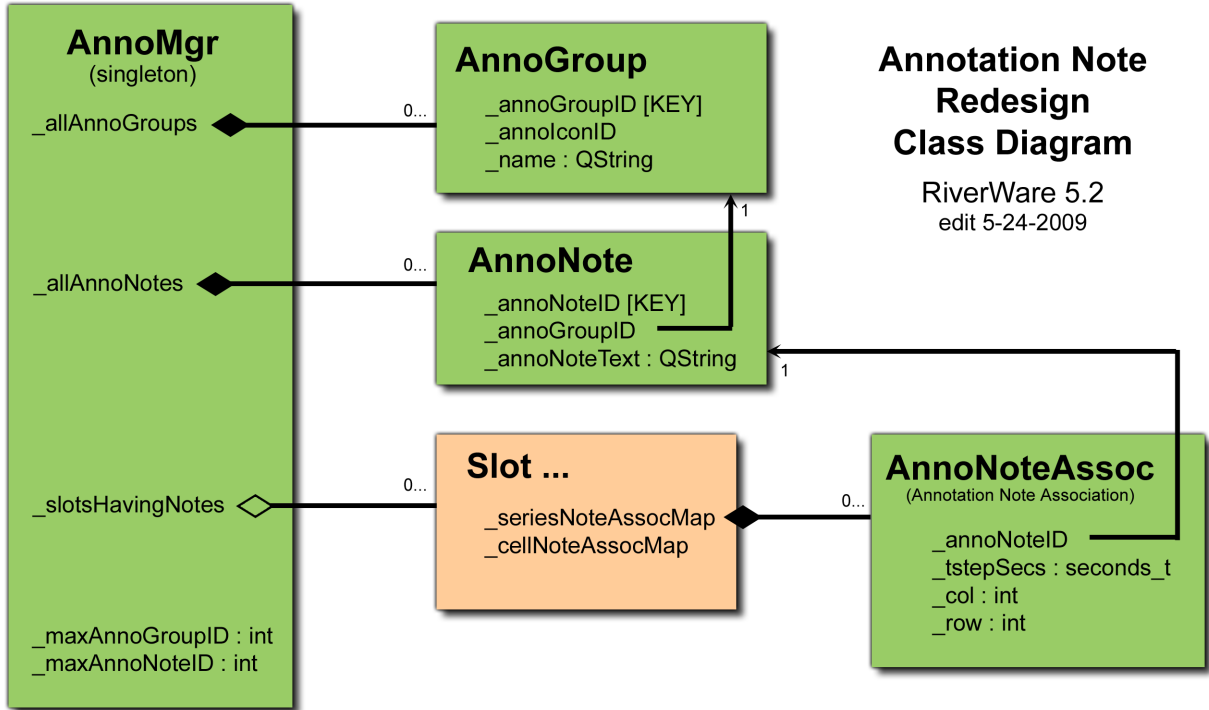 AnnoMgr
(singleton)
_allAnnoGroups
0...
_allAnnoNotes
0...
_slotsHavingNotes
0...
_maxAnnoGroupID : int
_maxAnnoNoteID : int
AnnoGroup
_annoGroupID [KEY]
_annoIconID
_name : QString
1
AnnoNote
_annoNoteID [KEY]
_annoGroupID
_annoNoteText : QString
1
Slot ...
_seriesNoteAssocMap
_cellNoteAssocMap
0...
AnnoNoteAssoc
(Annotation Note Association)
_annoNoteID
_tstepSecs : seconds_t
_col : int
_row : int
Annotation Note
Redesign
Class Diagram
RiverWare 5.2
edit 5-24-2009